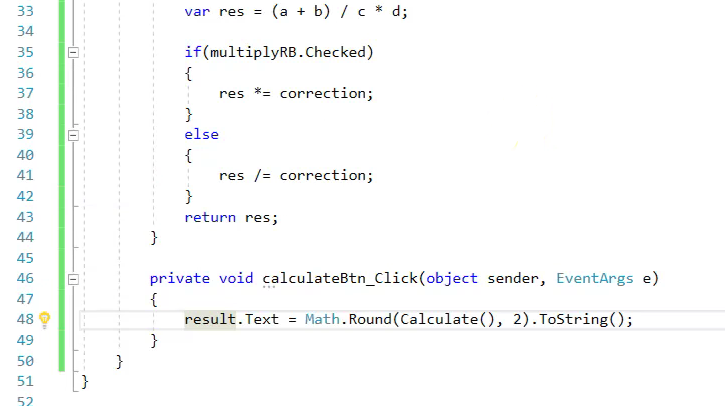 33 var res = (a + b) / c * d;
34
35 if(multiplyRB.Checked)
36 {
37 res *= correction;
38 }
39 else
40 {
41 res /= correction;
42 }
43 return res;
44 }
45
46 private void calculateBtn_Click(object sender, EventArgs e)
47 {
48 result.Text = Math.Round(Calculate(), 2).ToString();
49 }
50 }
51 }
52